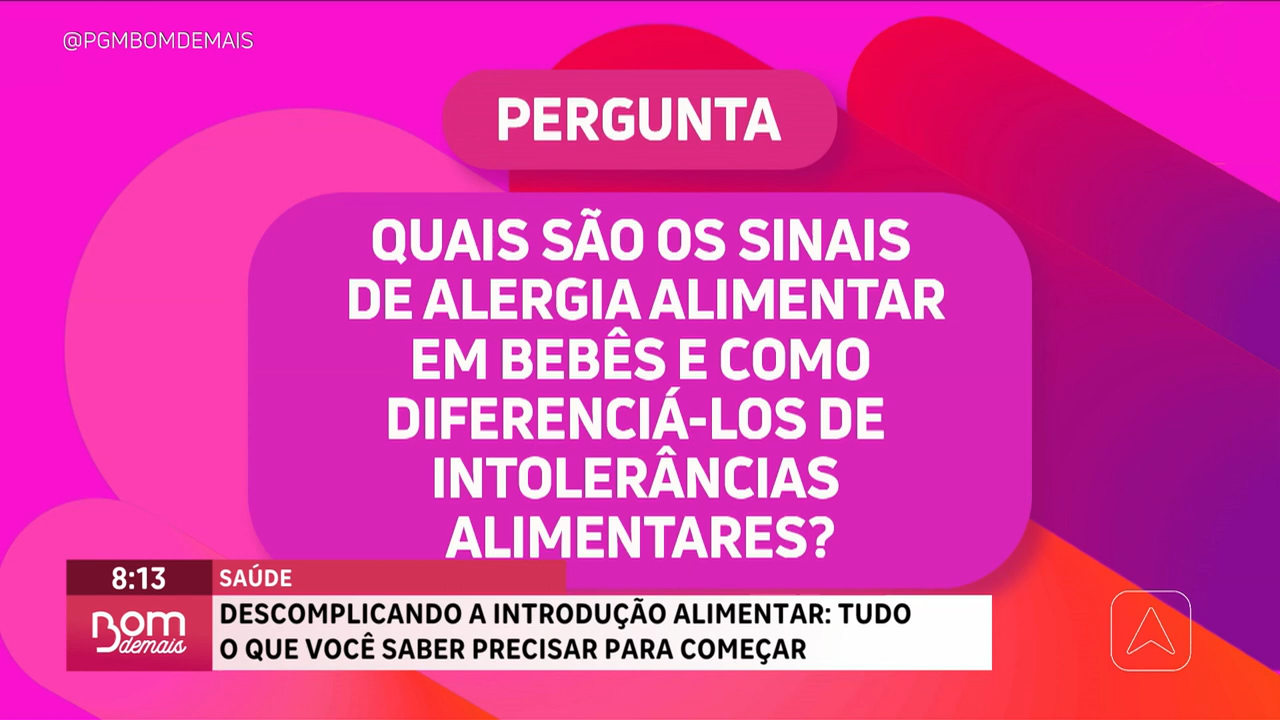 @PGMBOMDEMAIS
PERGUNTA
QUAIS SÃO OS SINAIS
DE ALERGIA ALIMENTAR
EM BEBÊS E COMO
DIFERENCIÁ-LOS DE
INTOLERÂNCIAS
ALIMENTARES?
8:13
SAÚDE
BOM
demais
DESCOMPLICANDO A INTRODUÇÃO ALIMENTAR: TUDO
O QUE VOCÊ SABER PRECISAR PARA COMEÇAR